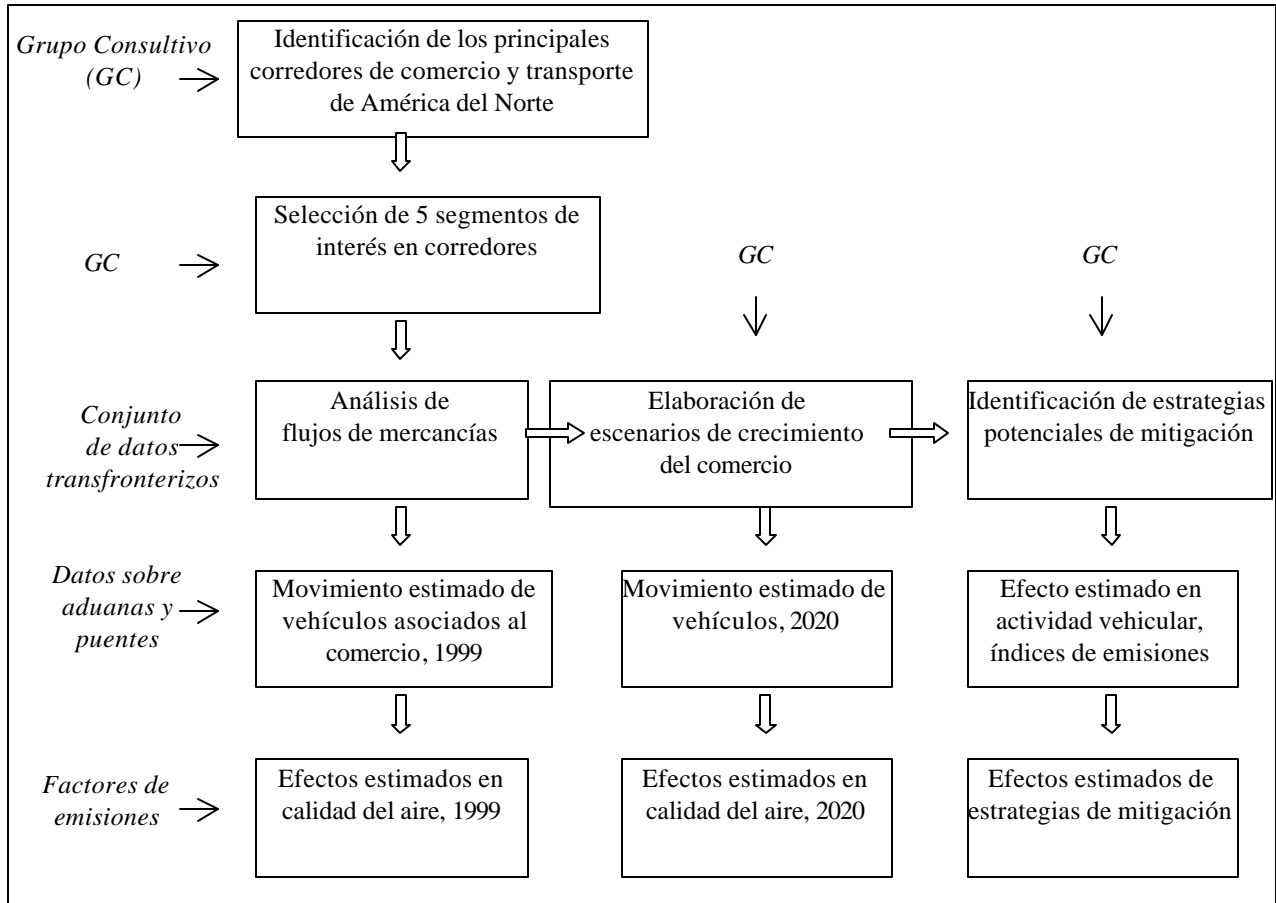 Grupo Consultivo
(GC)
Identificación de los principales
corredores de comercio y transporte
de América del Norte
GC
Selección de 5 segmentos de
interés en corredores
GC
GC
Conjunto
de datos
transfronterizos
Análisis de
flujos de mercancías
Elaboración de
escenarios de crecimiento
del comercio
Identificación de estrategias
potenciales de mitigación
Datos sobre
aduanas y
puentes
Movimiento estimado de
vehículos asociados al
comercio, 1999
Movimiento estimado de
vehículos, 2020
Efecto estimado en
actividad vehicular,
índices de emisiones
Factores de
emisiones
Efectos estimados en
calidad del aire, 1999
Efectos estimados en
calidad del aire, 2020
Efectos estimados de
estrategias de mitigación